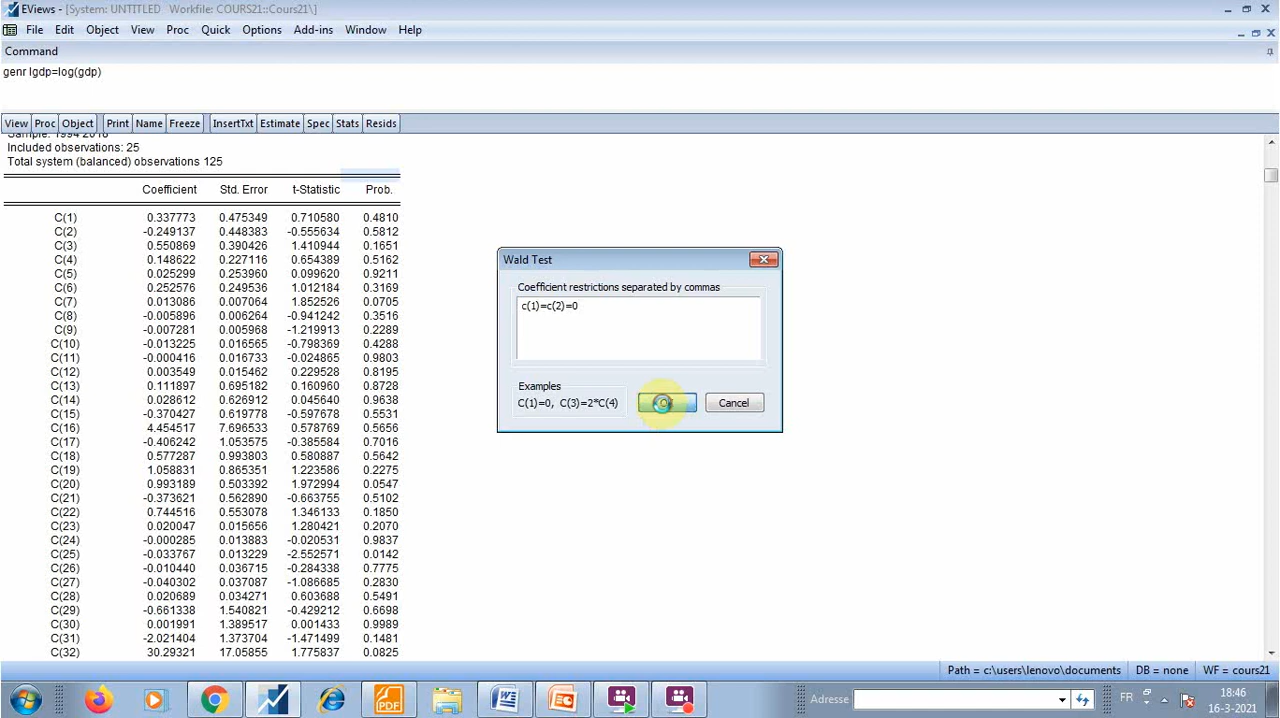 EViews - [System: UNTITLED   Workfile: COURS21::Cours21\]
File Edit Object View Proc Quick Options Add-ins Window Help
Command
genr lgdp=log(gdp)
View Proc Object Print Name Freeze InsertTxt Estimate Spec Stats Resids
Sample: 1994 2018
Included observations: 25
Total system (balanced) observations 125
Coefficient Std. Error t-Statistic Prob.
C(1) 0.337773 0.475349 0.710580 0.4810
C(2) -0.249137 0.448383 -0.555634 0.5812
C(3) 0.550869 0.390426 1.410944 0.1651
C(4) 0.148622 0.227116 0.654389 0.5162
C(5) 0.025299 0.253960 0.099620 0.9211
C(6) 0.252576 0.249536 1.012184 0.3169
C(7) 0.013086 0.007064 1.852526 0.0705
C(8) -0.005896 0.006264 -0.941242 0.3516
C(9) -0.007281 0.005968 -1.219913 0.2289
C(10) -0.013225 0.016565 -0.798369 0.4288
C(11) -0.000416 0.016733 -0.024865 0.9803
C(12) 0.003549 0.015462 0.229528 0.8195
C(13) 0.111897 0.695182 0.160960 0.8728
C(14) 0.028612 0.626912 0.045640 0.9638
C(15) -0.370427 0.619778 -0.597678 0.5531
C(16) 4.454517 7.696533 0.578769 0.5656
C(17) -0.406242 1.053575 -0.385584 0.7016
C(18) 0.577287 0.993803 0.580887 0.5642
C(19) 1.058831 0.865351 1.223586 0.2275
C(20) 0.993189 0.503392 1.972994 0.0547
C(21) -0.373621 0.562890 -0.663755 0.5102
C(22) 0.744516 0.553078 1.346133 0.1850
C(23) 0.020047 0.015656 1.280421 0.2070
C(24) -0.000285 0.013883 -0.020531 0.9837
C(25) -0.033767 0.013229 -2.552571 0.0142
C(26) -0.010440 0.036715 -0.284338 0.7775
C(27) -0.040302 0.037087 -1.086685 0.2830
C(28) 0.020689 0.034271 0.603688 0.5491
C(29) -0.661338 1.540821 -0.429212 0.6698
C(30) 0.001991 1.389517 0.001433 0.9989
C(31) -2.021404 1.373704 -1.471499 0.1481
C(32) 30.29321 17.05855 1.775837 0.0825
Wald Test
Coefficient restrictions separated by commas
c(1)=c(2)=0
Examples
C(1)=0, C(3)=2*C(4)
Cancel
Path = c:\users\lenovo\documents DB = none WF = cours21
PDF
Adresse
FR
18:46
16-3-2021